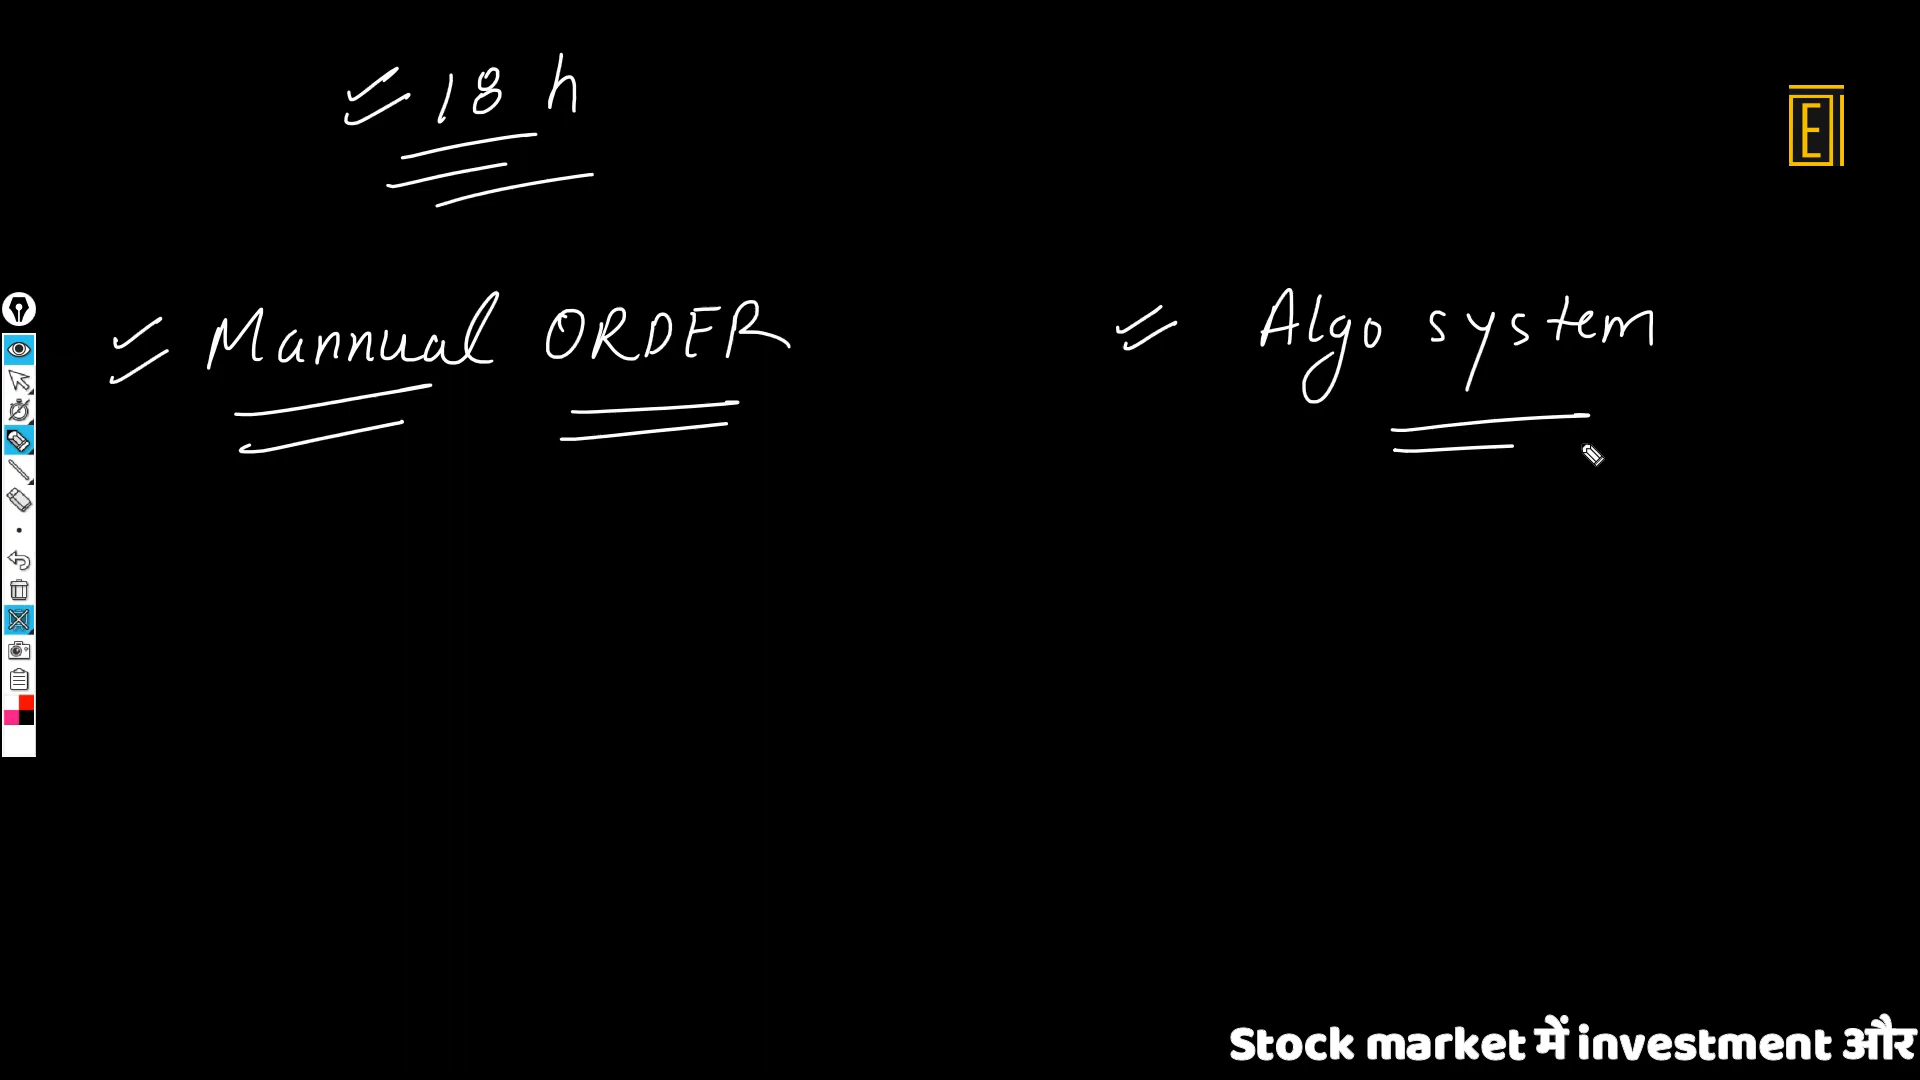 18 h
E
Mannual ORDER
Algo system
Stock market में investment और